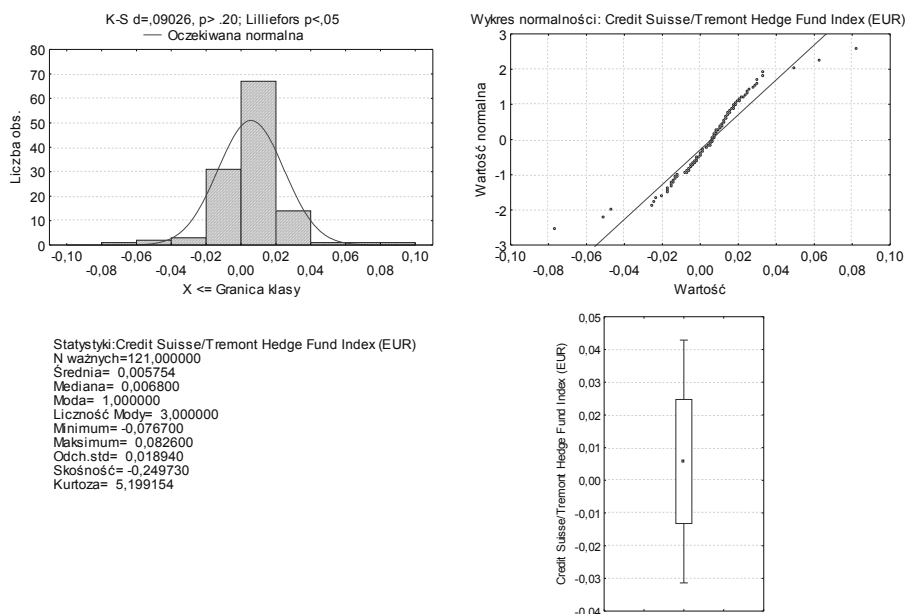 K-S d=,09026, p> .20; Lilliefors p<,05
Oczekiwana normalna
80
70
60
50
40
30
20
10
0
Liczba obs.
-0,10 -0,06 -0,02 0,02 0,06 0,10
-0,08 -0,04 0,00 0,04 0,08
X <= Granica klasy
Wykres normalności: Credit Suisse/Tremont Hedge Fund Index (EUR)
3
2
1
0
-1
-2
-3
Wartość normalna
-0,10 -0,06 -0,02 0,02 0,06 0,10
-0,08 -0,04 0,00 0,04 0,08
Wartość
Statystyki:Credit Suisse/Tremont Hedge Fund Index (EUR)
N ważnych=121,000000
Średnia= 0,005754
Mediana= 0,006800
Moda= 1,000000
Liczność Mody= 3,000000
Minimum= -0,076700
Maksimum= 0,082600
Odch.std= 0,018940
Skośność= -0,249730
Kurtoza= 5,199154
0,05
0,04
0,03
0,02
0,01
0,00
-0,01
-0,02
-0,03
-0,04
Credit Suisse/Tremont Hedge Fund Index (EUR)